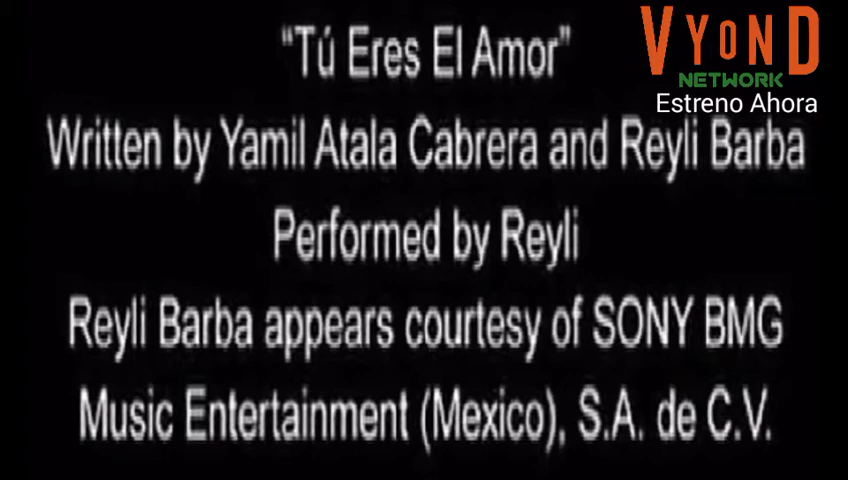 “Tú Eres El Amor”
VYOND
NETWORK
Estreno Ahora
Written by Yamil Atala Cabrera and Reyli Barba
Performed by Reyli
Reyli Barba appears courtesy of SONY BMG
Music Entertainment (Mexico), S.A. de C.V.